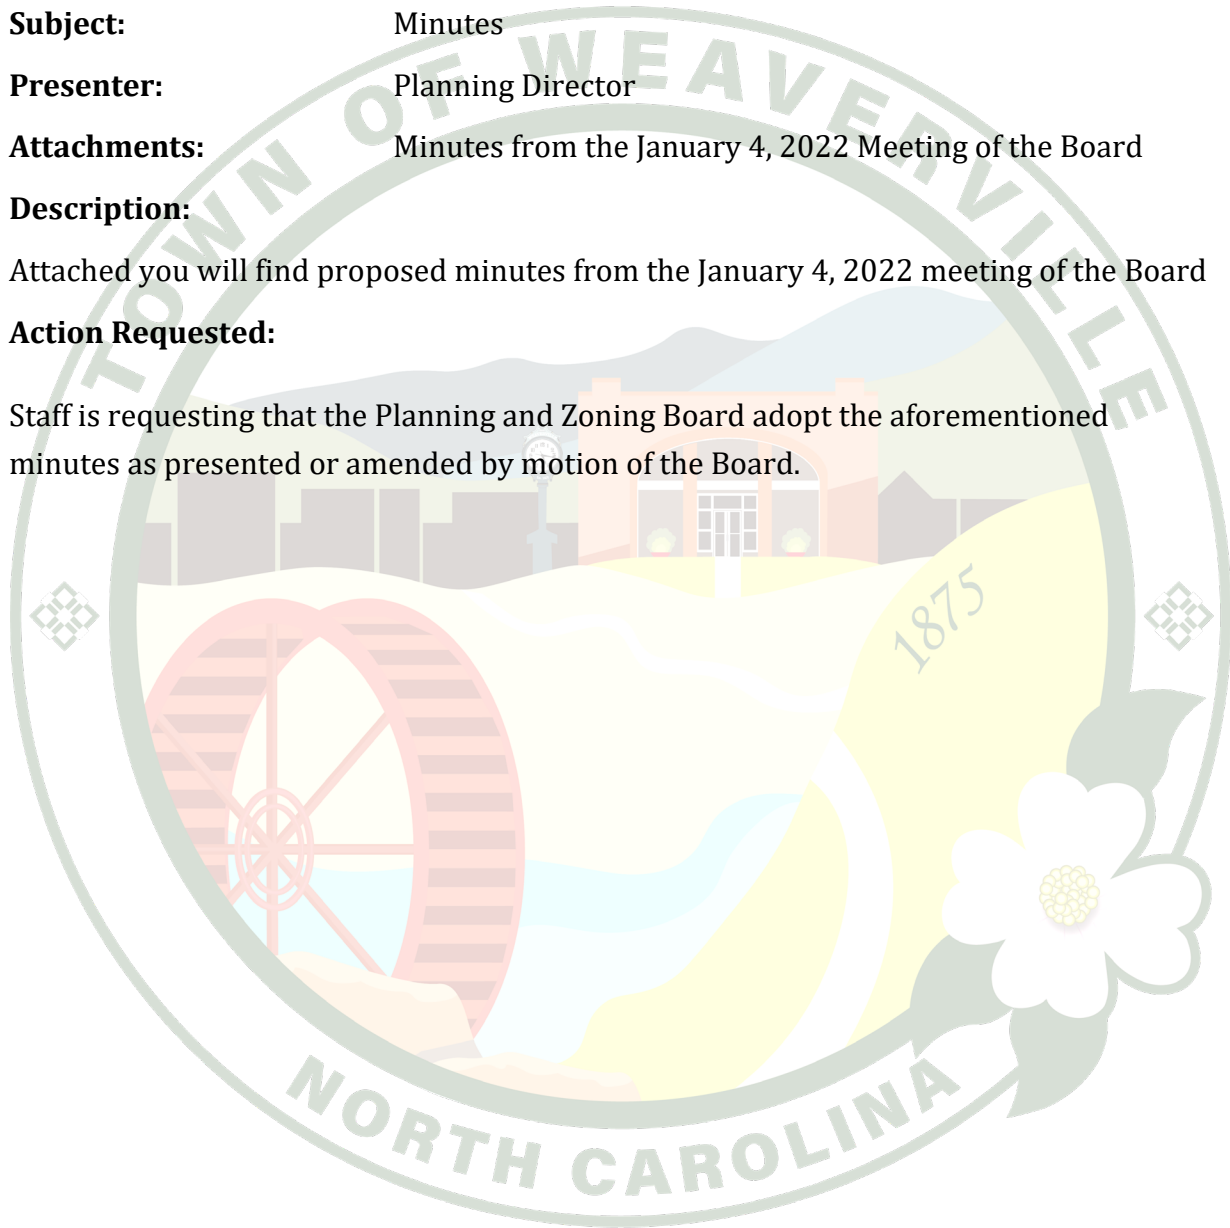 Subject: Minutes
Presenter: Planning Director
Attachments: Minutes from the January 4, 2022 Meeting of the Board
Description:
Attached you will find proposed minutes from the January 4, 2022 meeting of the Board
Action Requested:
Staff is requesting that the Planning and Zoning Board adopt the aforementioned
minutes as presented or amended by motion of the Board.
TOWN OF WEAVERVILLE
1875
NORTH CAROLINA